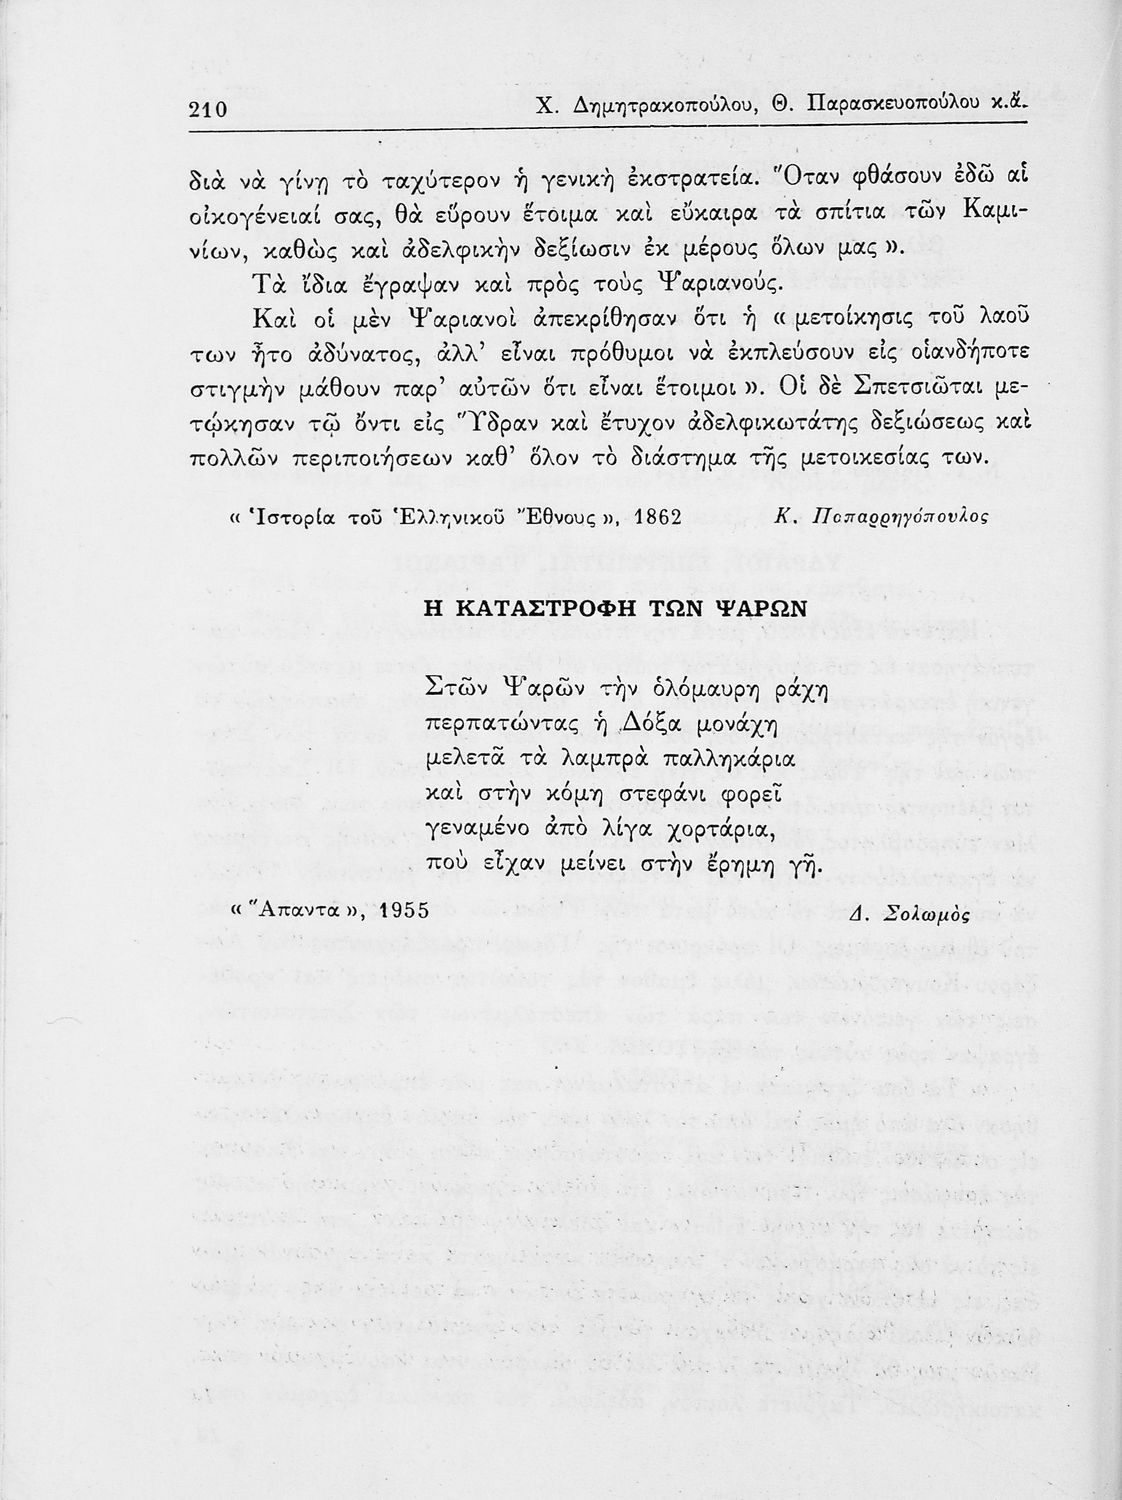 210
Χ. Δημητρακοπούλου, Θ. Παρασκευοπούλου κ.ἄ.
διὰ νὰ γίνῃ τὸ ταχύτερον ἡ γενικὴ ἐκστρατεία. Ὅταν φθάσουν ἐδῶ αἱ
οἰκογένειαί σας, θὰ εὕρουν ἕτοιμα καὶ εὔκαιρα τὰ σπίτια τῶν Καμι-
νίων, καθὼς καὶ ἀδελφικὴν δεξίωσιν ἐκ μέρους ὅλων μας ».
Τὰ ἴδια ἔγραψαν καὶ πρὸς τοὺς Ψαριανούς.
Καὶ οἱ μὲν Ψαριανοὶ ἀπεκρίθησαν ὅτι ἡ « μετοίκησις τοῦ λαοῦ
των ἦτο ἀδύνατος, ἀλλ’ εἶναι πρόθυμοι νὰ ἐκπλεύσουν εἰς οἱανδήποτε
στιγμὴν μάθουν παρ’ αὐτῶν ὅτι εἶναι ἕτοιμοι ». Οἱ δὲ Σπετσιῶται με-
τῴκησαν τῷ ὄντι εἰς Ὕδραν καὶ ἔτυχον ἀδελφικωτάτης δεξιώσεως καὶ
πολλῶν περιποιήσεων καθ’ ὅλον τὸ διάστημα τῆς μετοικεσίας των.
« Ἱστορία τοῦ Ἑλληνικοῦ Ἔθνους », 1862 Κ. Παπαρρηγόπουλος
Η ΚΑΤΑΣΤΡΟΦΗ ΤΩΝ ΨΑΡΩΝ
Στῶν Ψαρῶν τὴν ὁλόμαυρη ράχη
περπατώντας ἡ Δόξα μονάχη
μελετᾶ τὰ λαμπρὰ παλληκάρια
καὶ στὴν κόμη στεφάνι φορεῖ
γεναμένο ἀπὸ λίγα χορτάρια,
ποὺ εἶχαν μείνει στὴν ἔρημη γῆ.
« Ἅπαντα », 1955 Δ. Σολωμὸς